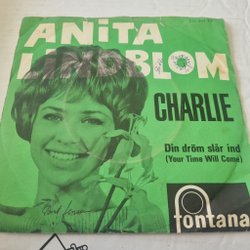 ANiTA
LINDBLOM
CHARLIE
Din dröm slår ind
(Your Time Will Come)
fontana